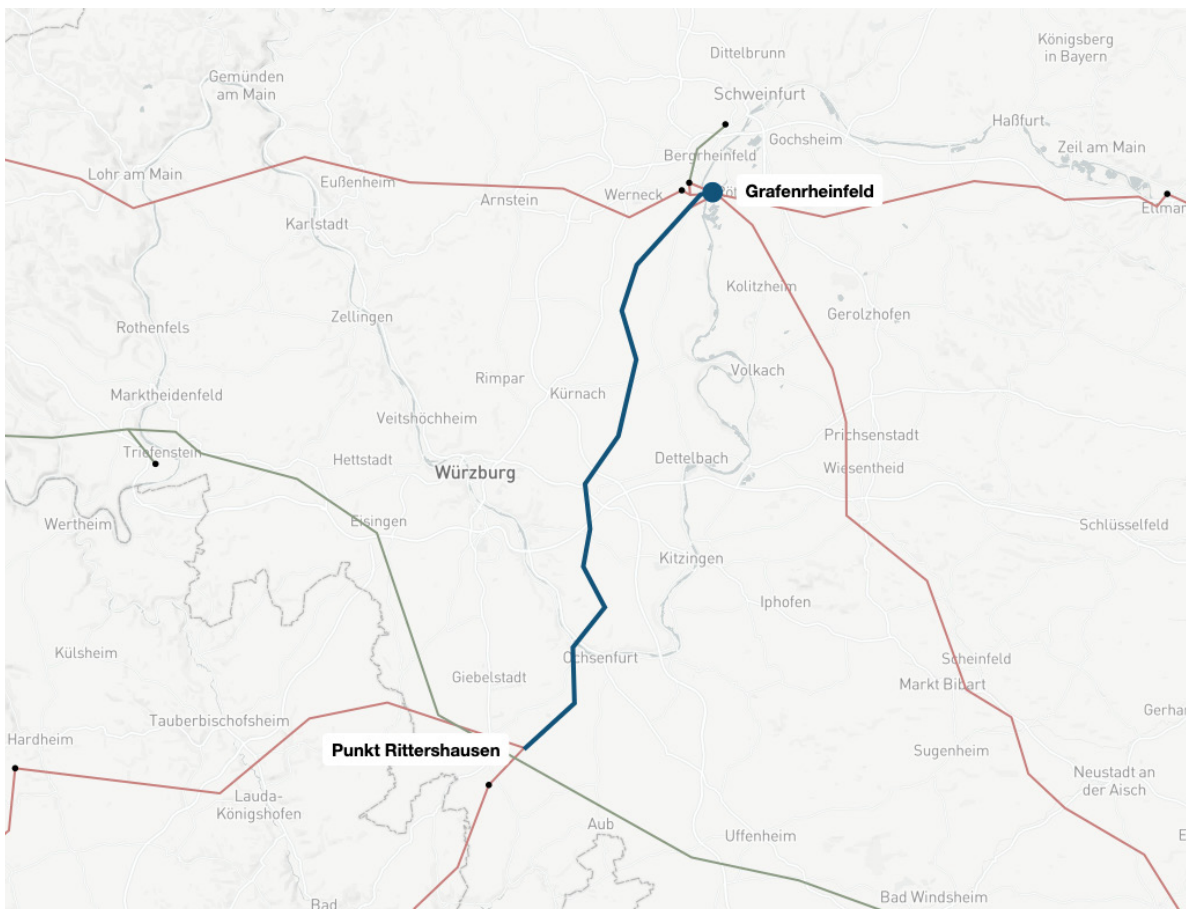 Dittelbrunn
Königsberg
in Bayern
Gemünden
am Main
Schweinfurt
Haßfurt
Gochsheim
Zeil am Main
Bergrheinfeld
Lohr am Main
Eußenheim
Arnstein
Werneck
Grafenrheinfeld
Karlstadt
Kolitzheim
Zellingen
Gerolzhofen
Rothenfels
Volkach
Rimpar
Kürnach
Marktheidenfeld
Veitshöchheim
Prichsenstadt
Triefenstein
Hettstadt
Dettelbach
Würzburg
Wiesentheid
Wertheim
Eisingen
Schlüsselfeld
Kitzingen
Iphofen
Külsheim
Ochsenfurt
Scheinfeld
Giebelstadt
Markt Bibart
Tauberbischofsheim
Hardheim
Punkt Rittershausen
Sugenheim
Neustadt an
der Aisch
Lauda-
Königshofen
Aub
Uffenheim
Bad Windsheim
Bad